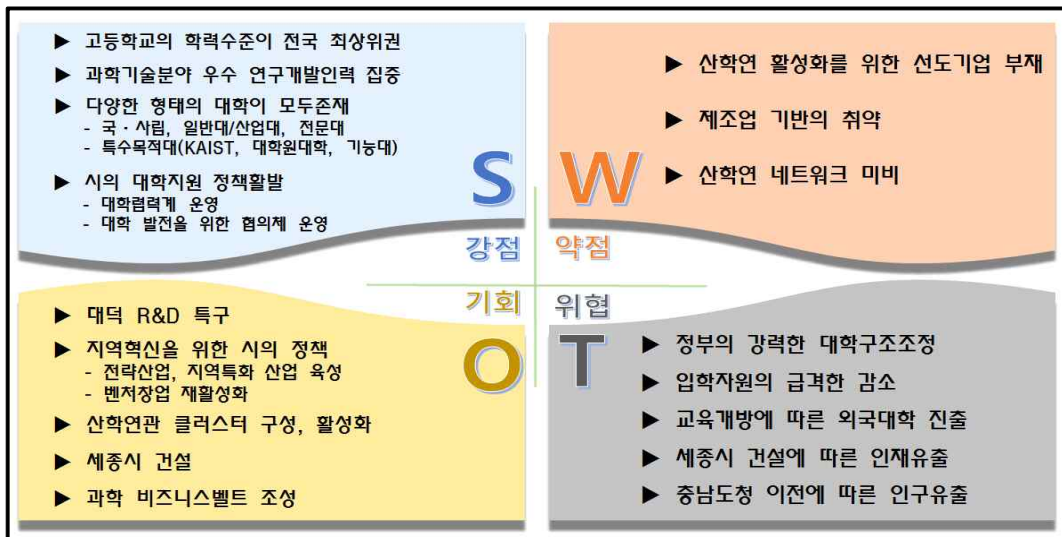 ▶ 고등학교의 학력수준이 전국 최상위권
▶ 과학기술분야 우수 연구개발인력 집중
▶ 다양한 형태의 대학이 모두존재
- 국·사립, 일반대/산업대, 전문대
- 특수목적대(KAIST, 대학원대학, 기능대)
▶ 시의 대학지원 정책활발
- 대학협력계 운영
- 대학 발전을 위한 협의체 운영
S
강점
▶ 산학연 활성화를 위한 선도기업 부재
▶ 제조업 기반의 취약
▶ 산학연 네트워크 미비
W
약점
기회
O
▶ 대덕 R&D 특구
▶ 지역혁신을 위한 시의 정책
- 전략산업, 지역특화 산업 육성
- 벤처창업 재활성화
▶ 산학연관 클러스터 구성, 활성화
▶ 세종시 건설
▶ 과학 비즈니스벨트 조성
위협
T
▶ 정부의 강력한 대학구조조정
▶ 입학자원의 급격한 감소
▶ 교육개방에 따른 외국대학 진출
▶ 세종시 건설에 따른 인재유출
▶ 충남도청 이전에 따른 인구유출